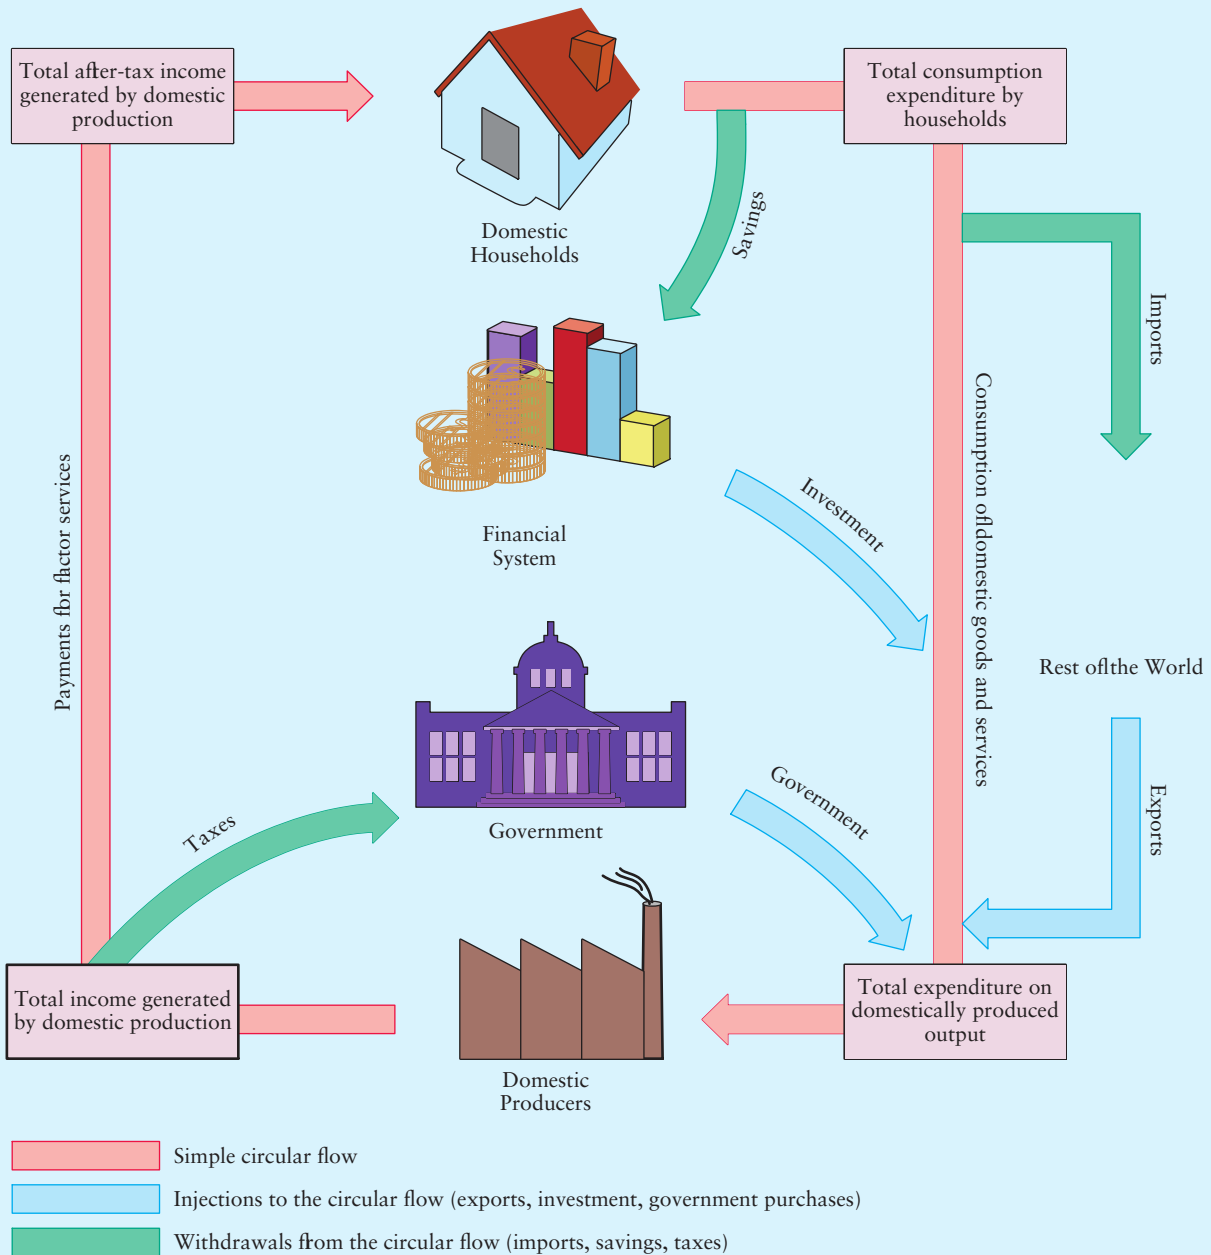 Total after-tax income
generated by domestic
production
Total consumption
expenditure by
households
Domestic
Households
Savings
Imports
Financial
System
Investment
Payments for factor services
Consumption of domestic goods and services
Rest of the World
Taxes
Government
Government
Exports
Total income generated
by domestic production
Total expenditure on
domestically produced
output
Domestic
Producers
Simple circular flow
Injections to the circular flow (exports, investment, government purchases)
Withdrawals from the circular flow (imports, savings, taxes)